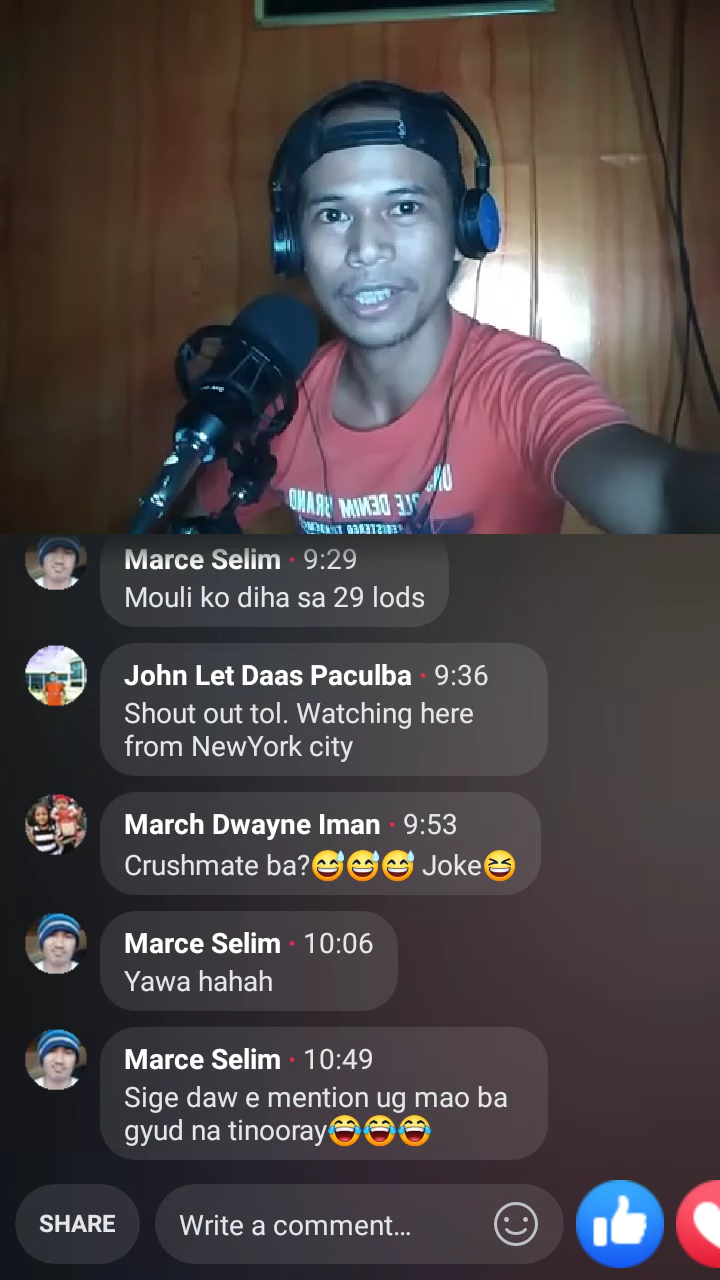 DENIM BRAND
Marce Selim · 9:29
Mouli ko diha sa 29 lods
John Let Daas Paculba · 9:36
Shout out tol. Watching here
from NewYork city
March Dwayne Iman · 9:53
Crushmate ba?😅😅😅 Joke😆
Marce Selim · 10:06
Yawa hahah
Marce Selim · 10:49
Sige daw e mention ug mao ba
gyud na tinooray😂😂😂
SHARE
Write a comment...